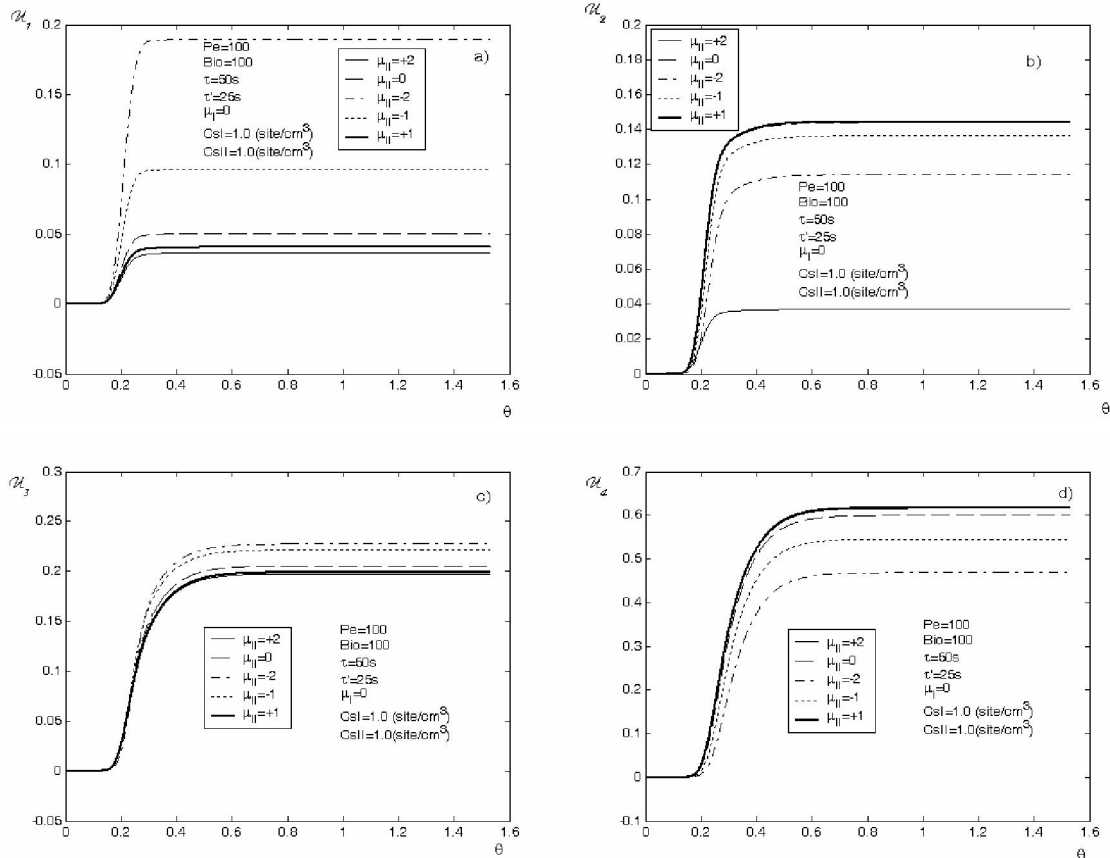 𝒰1
a)
0.2
0.15
0.1
0.05
0
-0.05
0 0.2 0.4 0.6 0.8 1 1.2 1.4 1.6
θ
Pe=100
Bio=100
τ=50s
τ'=25s
μI=0
CsI=1.0 (site/cm³)
CsII=1.0(site/cm³)
μII=+2
μII=0
μII=-2
μII=-1
μII=+1
𝒰2
b)
0.16
0.14
0.12
0.1
0.08
0.06
0.04
0.02
0
0 0.2 0.4 0.6 0.8 1 1.2 1.4 1.6
θ
μII=+2
μII=0
μII=-2
μII=-1
μII=+1
Pe=100
Bio=100
τ=50s
τ'=25s
μI=0
CsI=1.0 (site/cm³)
CsII=1.0(site/cm³)
𝒰3
c)
0.3
0.25
0.2
0.15
0.1
0.05
0
-0.05
0 0.2 0.4 0.6 0.8 1 1.2 1.4 1.6
θ
μII=+2
μII=0
μII=-2
μII=-1
μII=+1
Pe=100
Bio=100
τ=50s
τ'=25s
μI=0
CsI=1.0 (site/cm³)
CsII=1.0(site/cm³)
𝒰4
d)
0.7
0.6
0.5
0.4
0.3
0.2
0.1
0
-0.1
0 0.2 0.4 0.6 0.8 1 1.2 1.4 1.6
θ
μII=+2
μII=0
μII=-2
μII=-1
μII=+1
Pe=100
Bio=100
τ=50s
τ'=25s
μI=0
CsI=1.0 (site/cm³)
CsII=1.0(site/cm³)